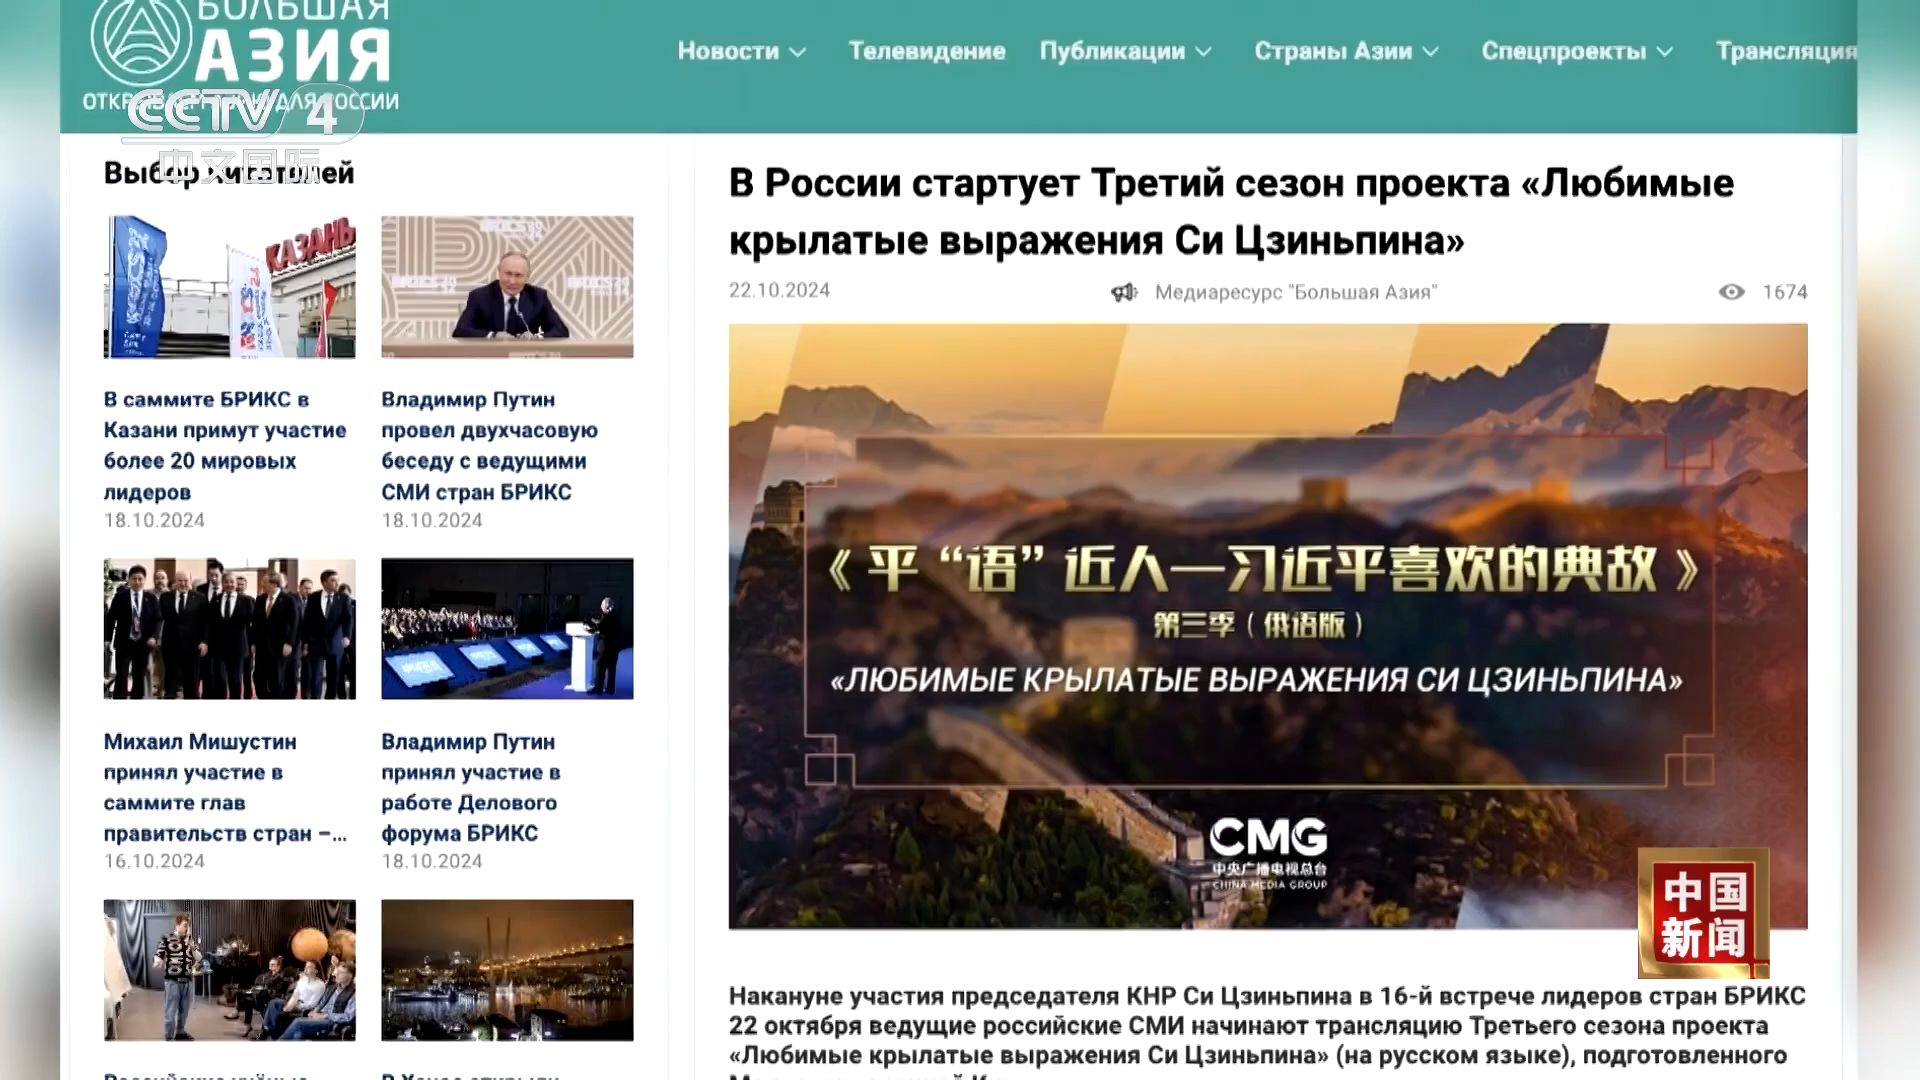 БОЛЬШАЯ
АЗИЯ
CCTV 4
中文国际
Новости
Телевидение
Публикации
Страны Азии
Спецпроекты
Трансляция
Выбор читателей
КАЗАНЬ
В саммите БРИКС в
Казани примут участие
более 20 мировых
лидеров
18.10.2024
Владимир Путин
провел двухчасовую
беседу с ведущими
СМИ стран БРИКС
18.10.2024
Михаил Мишустин
принял участие в
саммите глав
правительств стран –...
16.10.2024
Владимир Путин
принял участие в
работе Делового
форума БРИКС
18.10.2024
В России стартует Третий сезон проекта «Любимые
крылатые выражения Си Цзиньпина»
22.10.2024
Медиаресурс "Большая Азия"
1674
《平“语”近人—习近平喜欢的典故》
第三季（俄语版）
«ЛЮБИМЫЕ КРЫЛАТЫЕ ВЫРАЖЕНИЯ СИ ЦЗИНЬПИНА»
CMG
中央广播电视总台
CHINA MEDIA GROUP
中国
新闻
Накануне участия председателя КНР Си Цзиньпина в 16-й встрече лидеров стран БРИКС
22 октября ведущие российские СМИ начинают трансляцию Третьего сезона проекта
«Любимые крылатые выражения Си Цзиньпина» (на русском языке), подготовленного